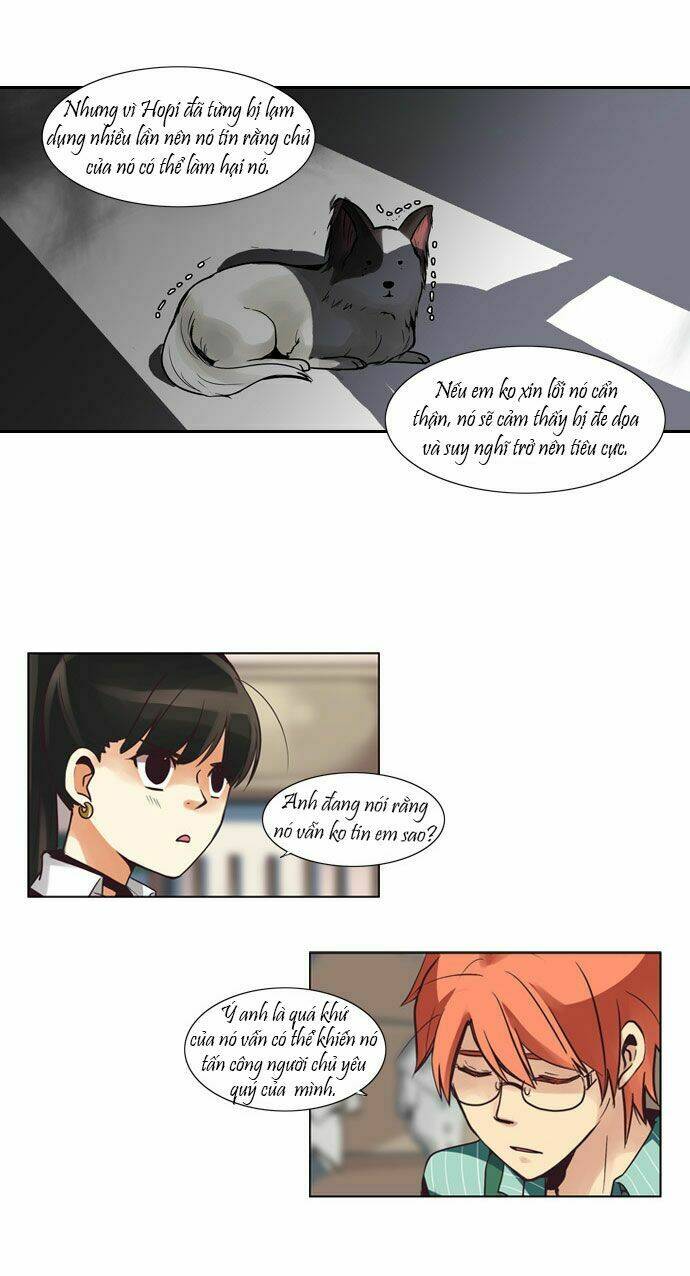 Nhưng vì Hopi đã từng bị lạm
dụng nhiều lần nên nó tin rằng chủ
của nó có thể làm hại nó.
Nếu em ko xin lỗi nó cẩn
thận, nó sẽ cảm thấy bị đe dọa
và suy nghĩ trở nên tiêu cực.
Anh đang nói rằng
nó vẫn ko tin em sao?
Ý anh là quá khứ
của nó vẫn có thể khiến nó
tấn công người chủ yêu
quý của mình.